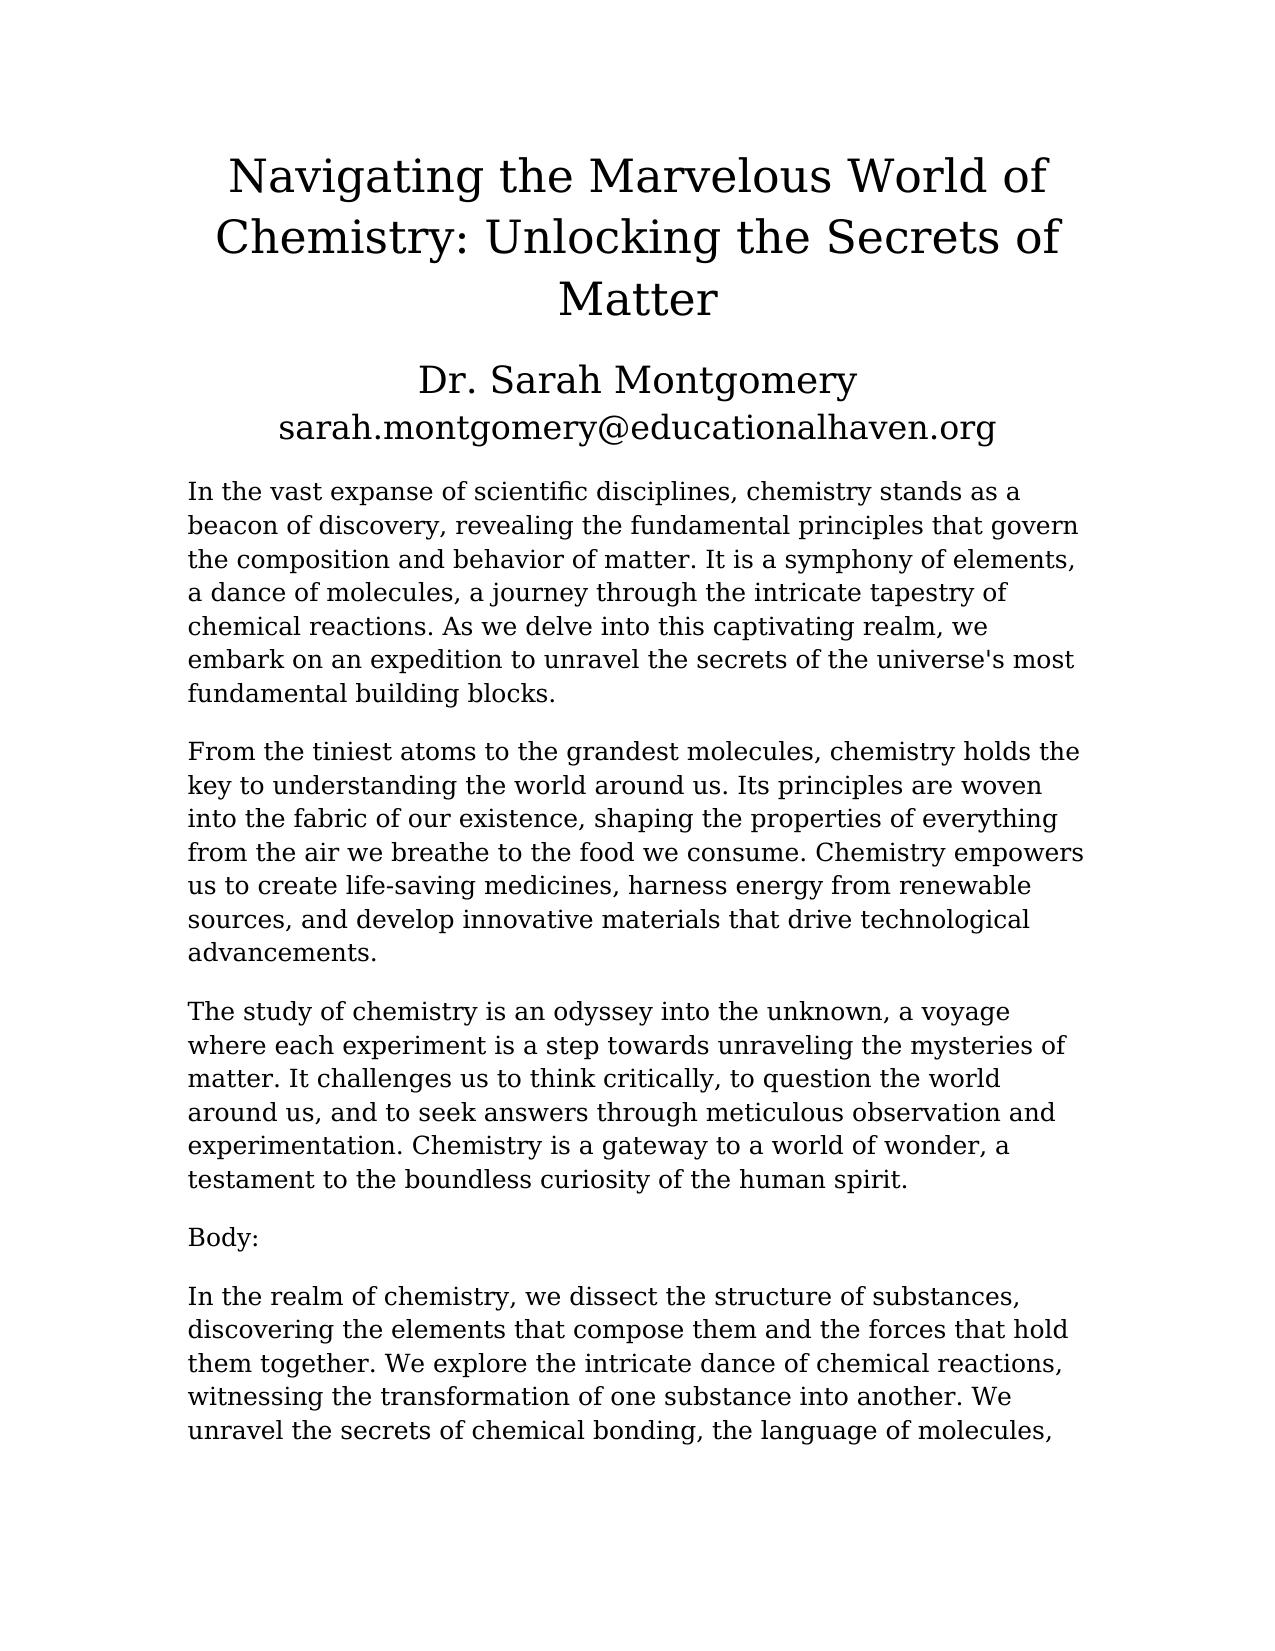 Navigating the Marvelous World of
Chemistry: Unlocking the Secrets of
Matter
Dr. Sarah Montgomery
sarah.montgomery@educationalhaven.org
In the vast expanse of scientific disciplines, chemistry stands as a
beacon of discovery, revealing the fundamental principles that govern
the composition and behavior of matter. It is a symphony of elements,
a dance of molecules, a journey through the intricate tapestry of
chemical reactions. As we delve into this captivating realm, we
embark on an expedition to unravel the secrets of the universe's most
fundamental building blocks.
From the tiniest atoms to the grandest molecules, chemistry holds the
key to understanding the world around us. Its principles are woven
into the fabric of our existence, shaping the properties of everything
from the air we breathe to the food we consume. Chemistry empowers
us to create life-saving medicines, harness energy from renewable
sources, and develop innovative materials that drive technological
advancements.
The study of chemistry is an odyssey into the unknown, a voyage
where each experiment is a step towards unraveling the mysteries of
matter. It challenges us to think critically, to question the world
around us, and to seek answers through meticulous observation and
experimentation. Chemistry is a gateway to a world of wonder, a
testament to the boundless curiosity of the human spirit.
Body:
In the realm of chemistry, we dissect the structure of substances,
discovering the elements that compose them and the forces that hold
them together. We explore the intricate dance of chemical reactions,
witnessing the transformation of one substance into another. We
unravel the secrets of chemical bonding, the language of molecules,